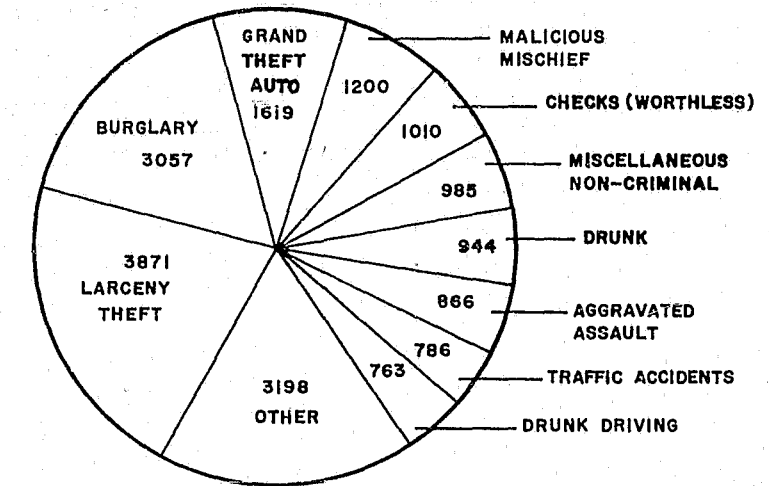 GRAND
THEFT
AUTO
1619
1200
MALICIOUS
MISCHIEF
1010
CHECKS (WORTHLESS)
985
MISCELLANEOUS
NON-CRIMINAL
944
DRUNK
866
AGGRAVATED
ASSAULT
786
TRAFFIC ACCIDENTS
763
DRUNK DRIVING
3198
OTHER
3871
LARCENY
THEFT
BURGLARY
3057